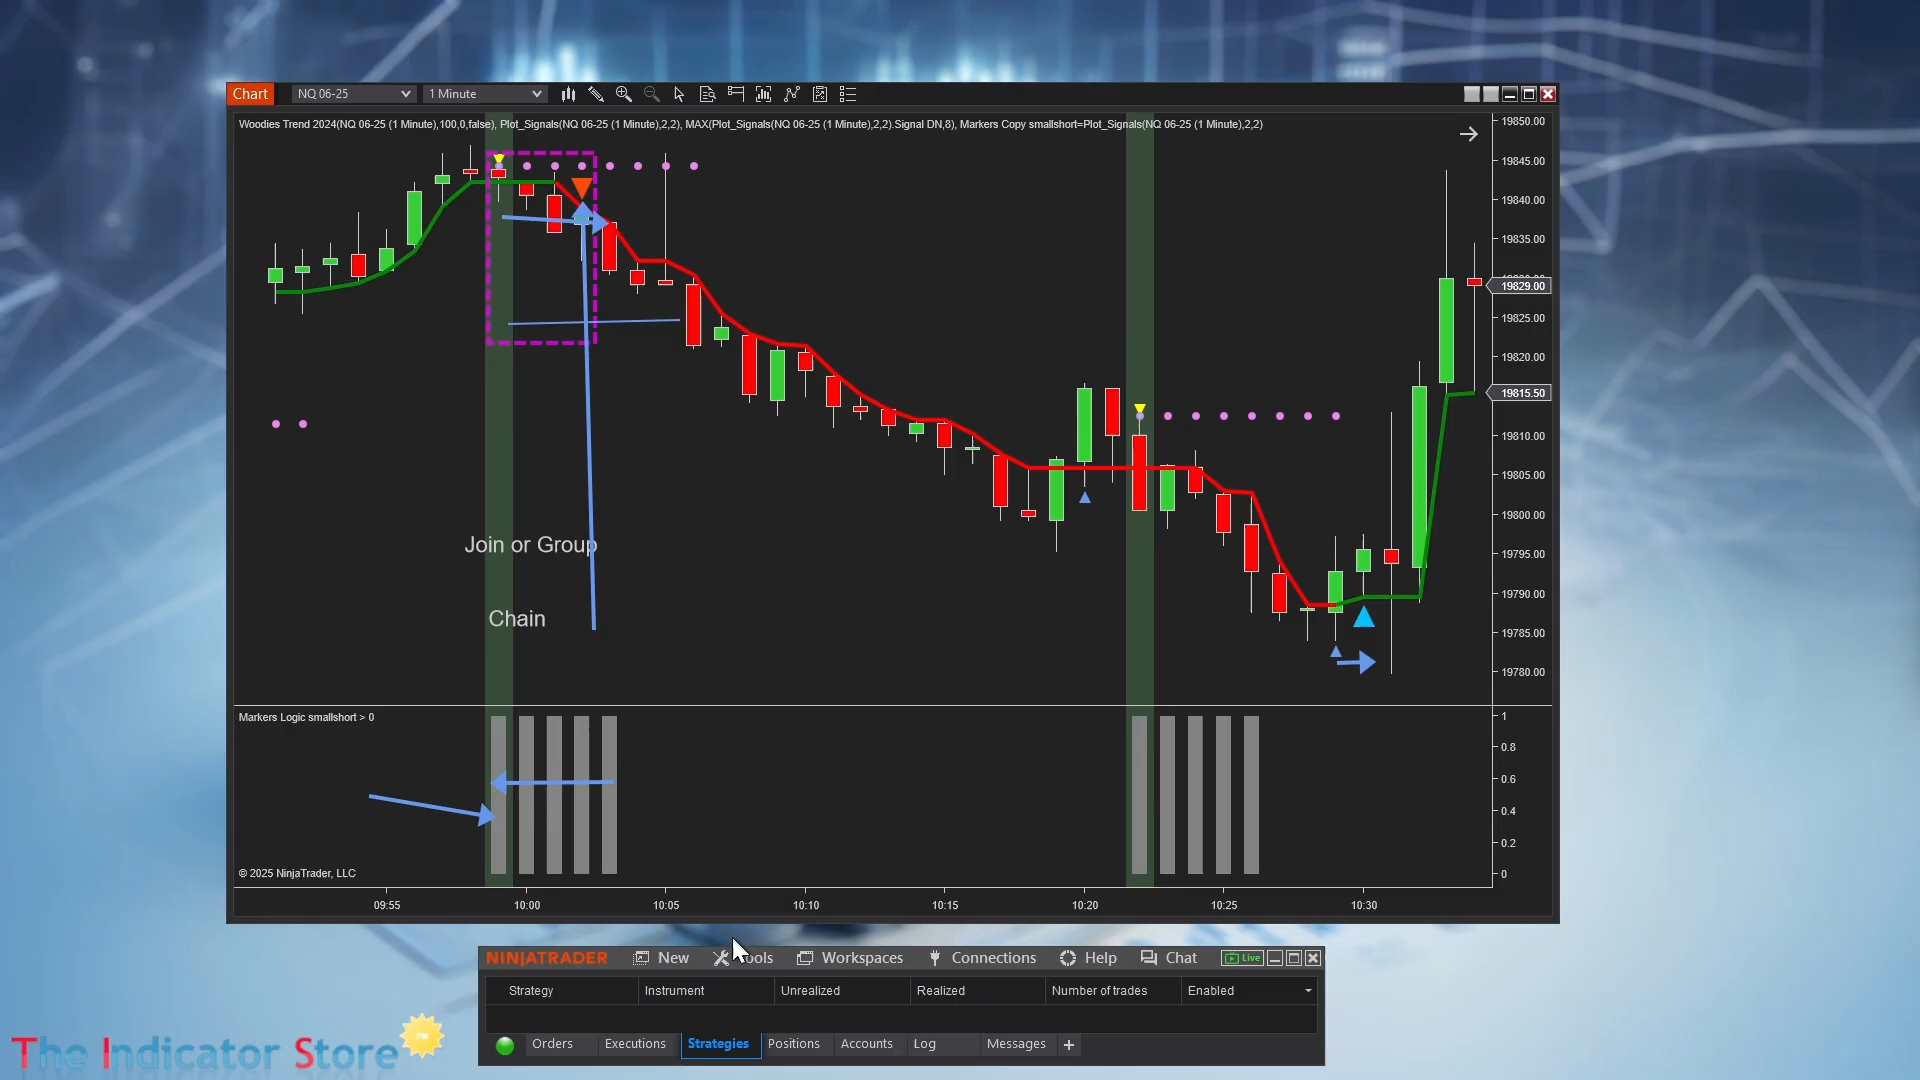 Chart NQ 06-25 1 Minute
Woodies Trend 2024(NQ 06-25 (1 Minute),100,0,false), Plot_Signals(NQ 06-25 (1 Minute),2,2), MAX(Plot_Signals(NQ 06-25 (1 Minute),2,2).Signal DN,8), Markers Copy smallshort=Plot_Signals(NQ 06-25 (1 Minute),2,2)
19850.00
19845.00
19840.00
19835.00
19829.00
19825.00
19820.00
19815.50
19810.00
19805.00
19800.00
19795.00
19790.00
19785.00
19780.00
Join or Group
Chain
Markers Logic smallshort > 0
1
0.8
0.6
0.4
0.2
0
© 2025 NinjaTrader, LLC
09:55 10:00 10:05 10:10 10:15 10:20 10:25 10:30
NINJATRADER New Workspaces Connections Help Chat Live
Strategy Instrument Unrealized Realized Number of trades Enabled
Orders Executions Strategies Positions Accounts Log Messages +
The Indicator Store